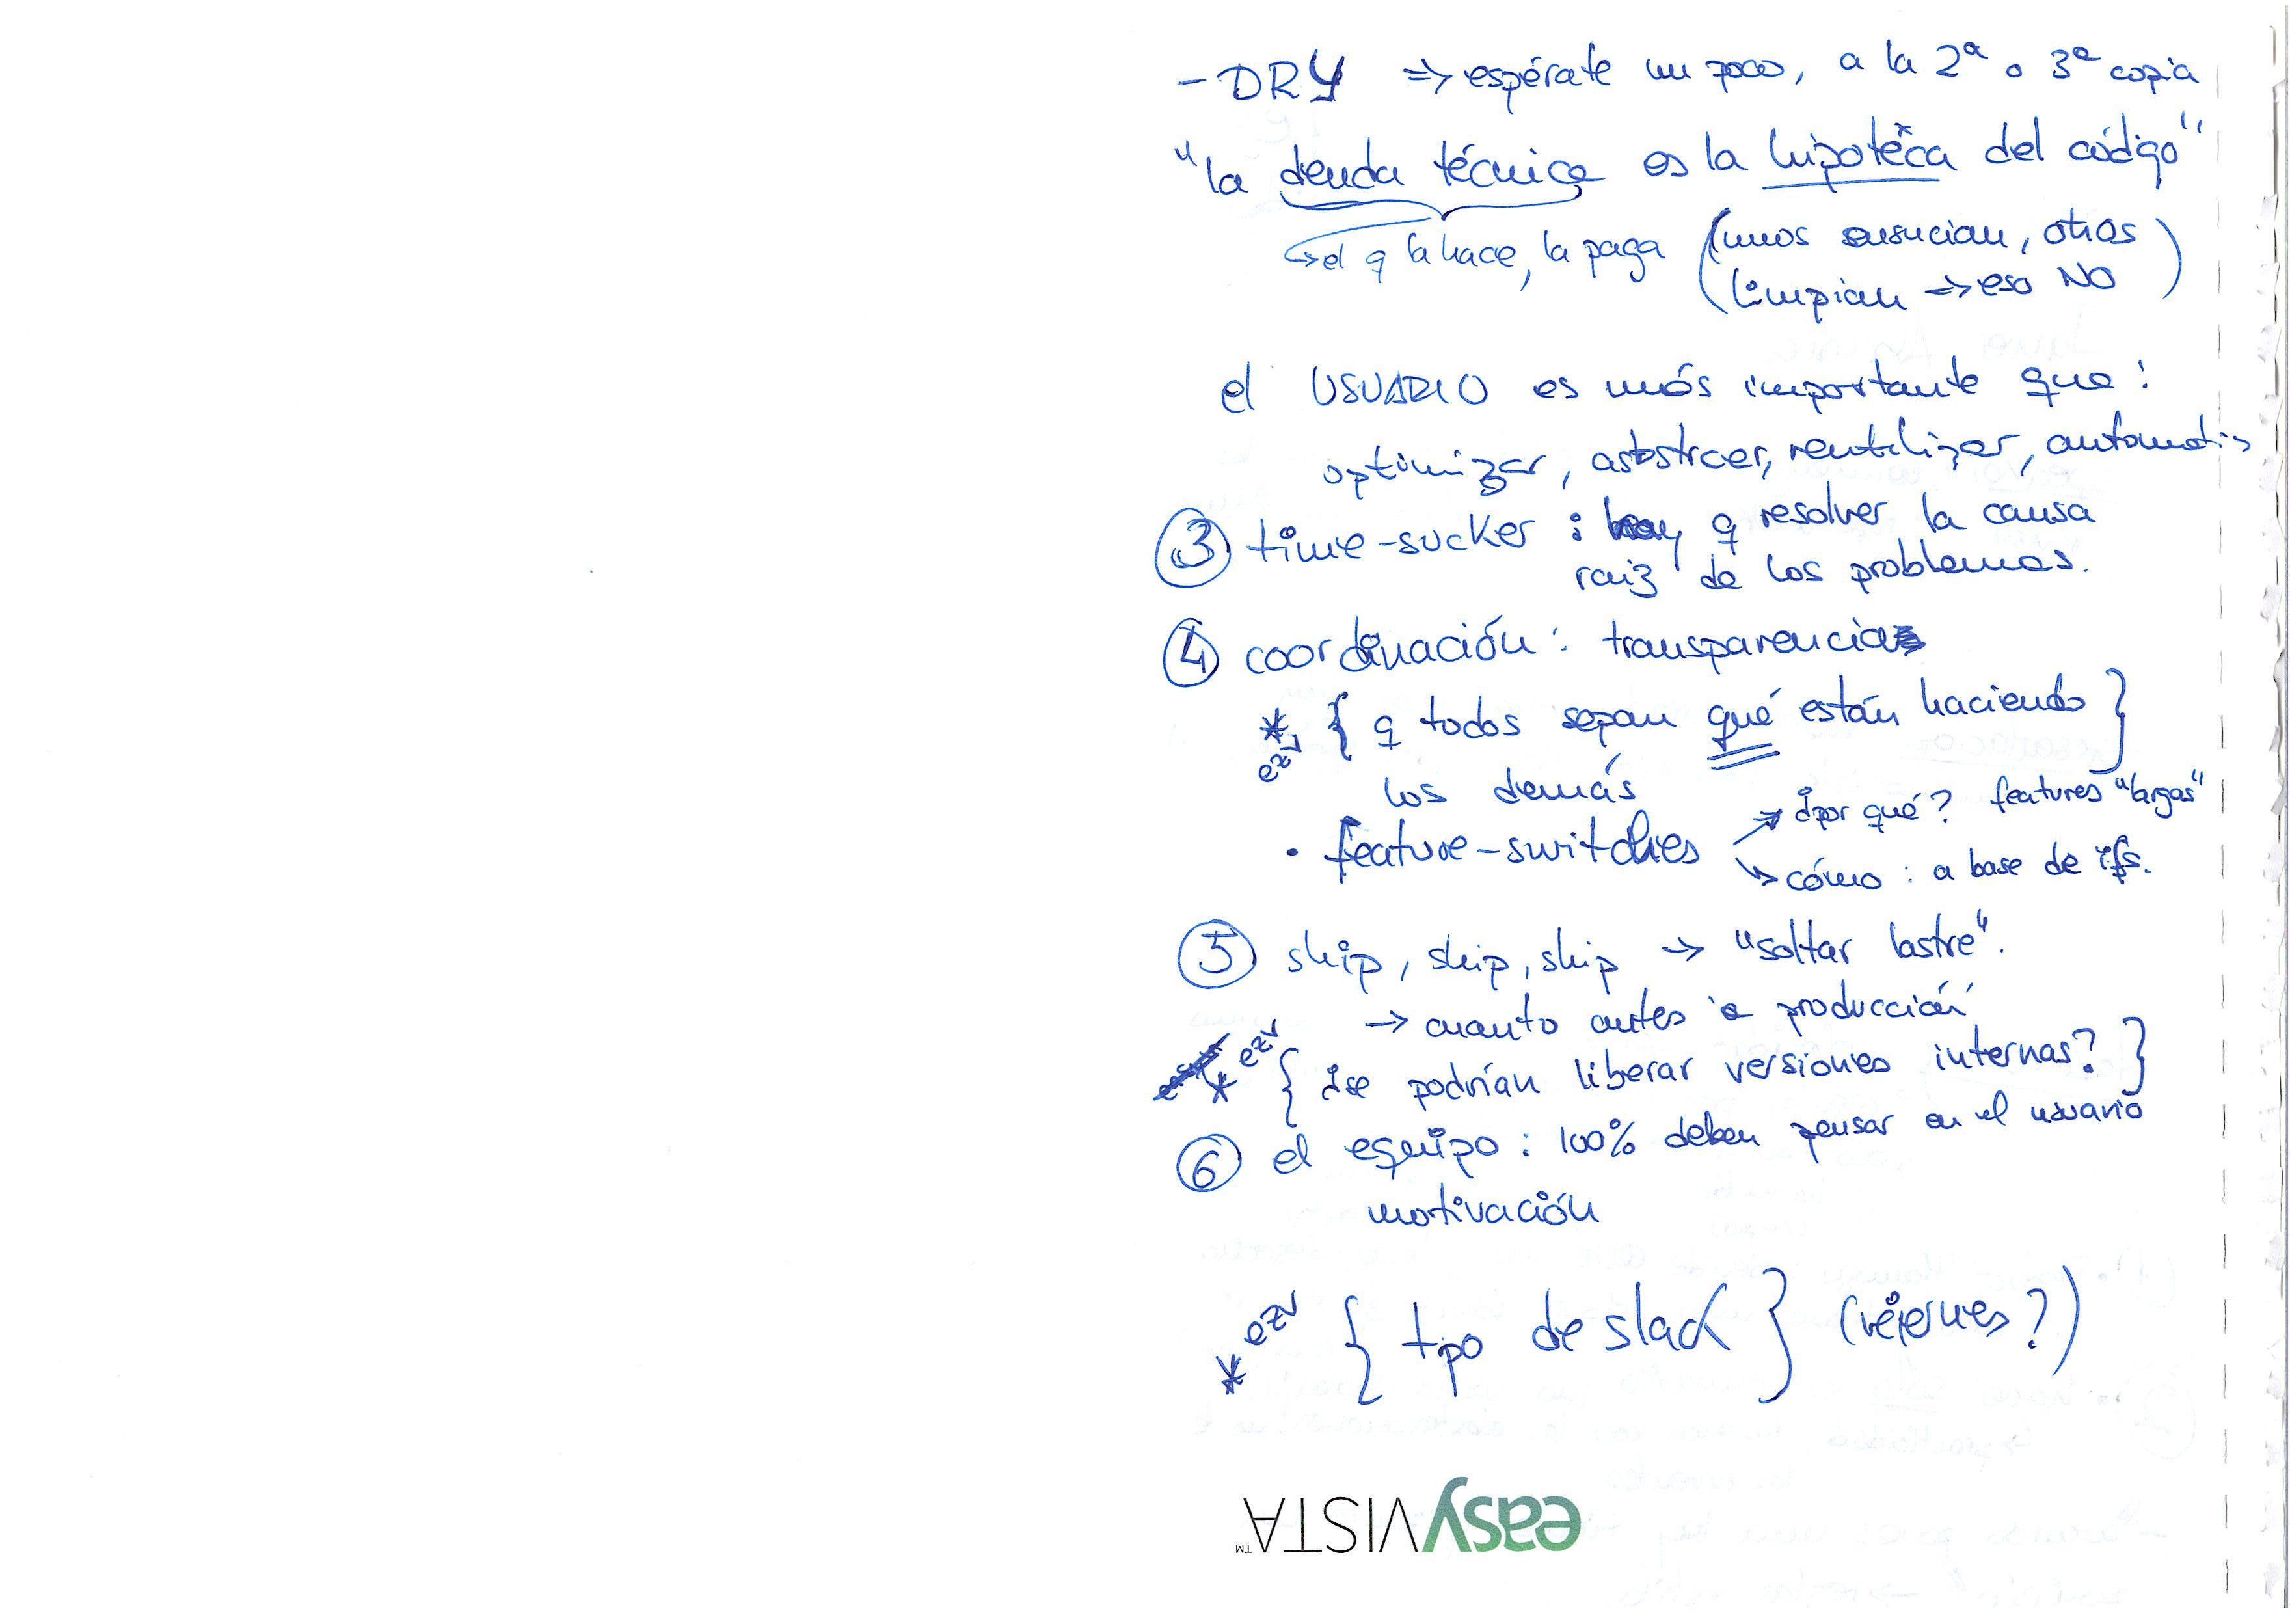 - DRY => espérate un poco, a la 2ª o 3ª copia
"la deuda técnica es la hipoteca del código"
↳ el q la hace, la paga (unos ensucian, otros
limpian => eso NO)
el USUARIO es más importante que:
optimizar, abstraer, reutilizar, automatiz
③ time-sucker : hay q resolver la causa
raiz de los problemas.
④ coordinación : transparencia
* ezv { q todos sepan qué están haciendo }
los demás
· feature-switches
→ ¿por qué? features "largas"
→ cómo : a base de ifs.
⑤ ship, ship, ship → "soltar lastre".
→ cuanto antes a producción
* ezv { ¿se podrían liberar versiones internas? }
⑥ el equipo : 100% deben pensar en el usuario
motivación
* ezv { tpo de slack } (viernes?)
easyVISTA™